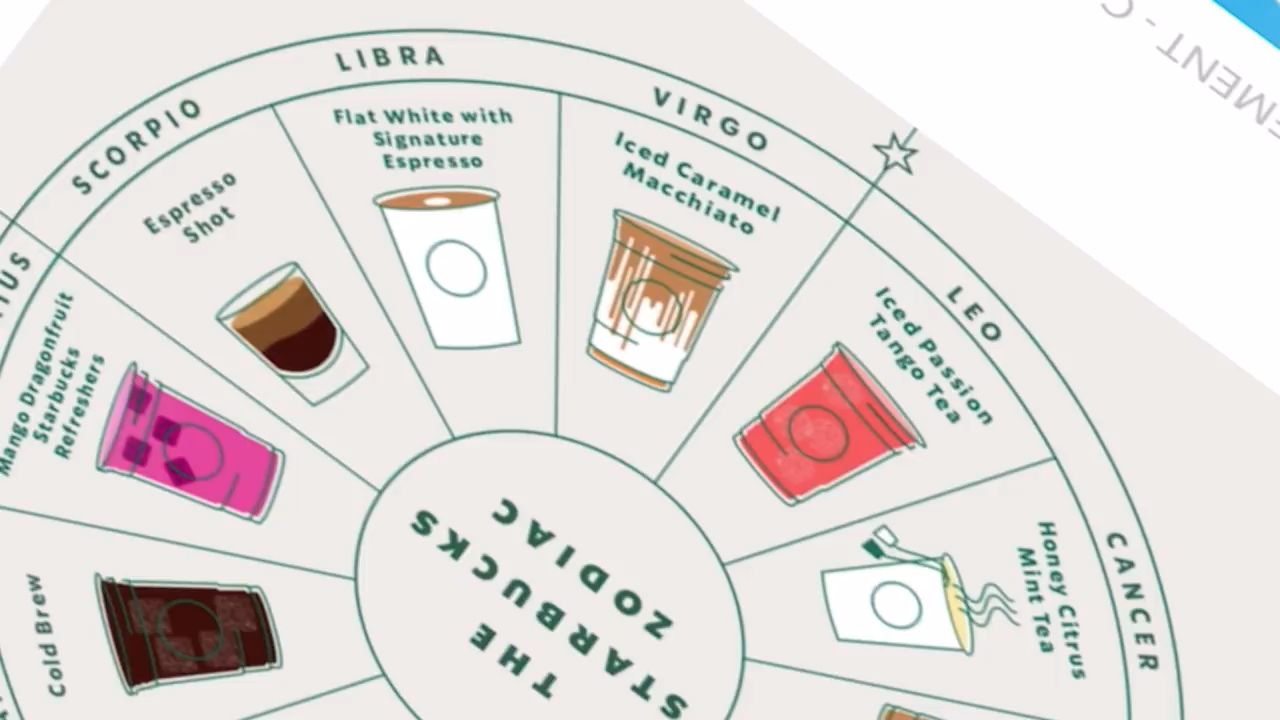 LIBRA
Flat White with
Signature
Espresso
VIRGO
Iced Caramel
Macchiato
LEO
Iced Passion
Tango Tea
CANCER
Honey Citrus
Mint Tea
SCORPIO
Espresso
Shot
Mango Dragonfruit
Starbucks
Refreshers
Cold Brew
THE
STARBUCKS
ZODIAC